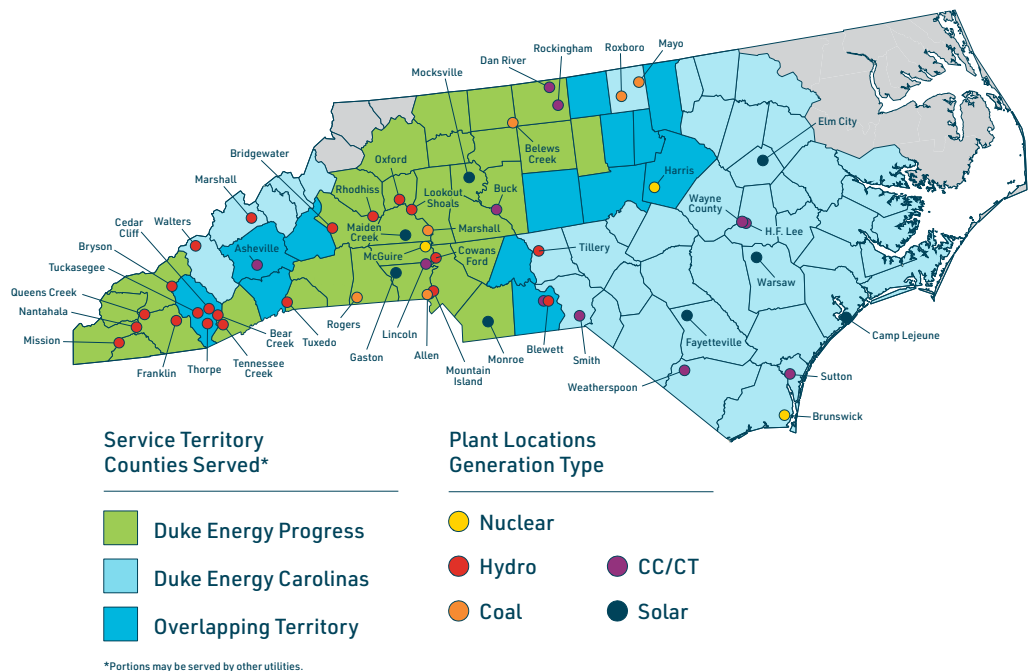 Rockingham
Roxboro
Mayo
Dan River
Mocksville
Elm City
Belews
Creek
Bridgewater
Oxford
Harris
Marshall
Rhodhiss
Lookout
Shoals
Buck
Wayne
County
Cedar
Cliff
Walters
Maiden
Creek
Marshall
H.F. Lee
Bryson
Asheville
McGuire
Cowans
Ford
Tillery
Tuckasegee
Warsaw
Queens Creek
Nantahala
Rogers
Camp Lejeune
Mission
Bear
Creek
Tuxedo
Lincoln
Fayetteville
Franklin
Thorpe
Tennessee
Creek
Gaston
Allen
Mountain
Island
Monroe
Blewett
Smith
Weatherspoon
Sutton
Brunswick
Service Territory
Counties Served*
Duke Energy Progress
Duke Energy Carolinas
Overlapping Territory
Plant Locations
Generation Type
Nuclear
Hydro
CC/CT
Coal
Solar
*Portions may be served by other utilities.